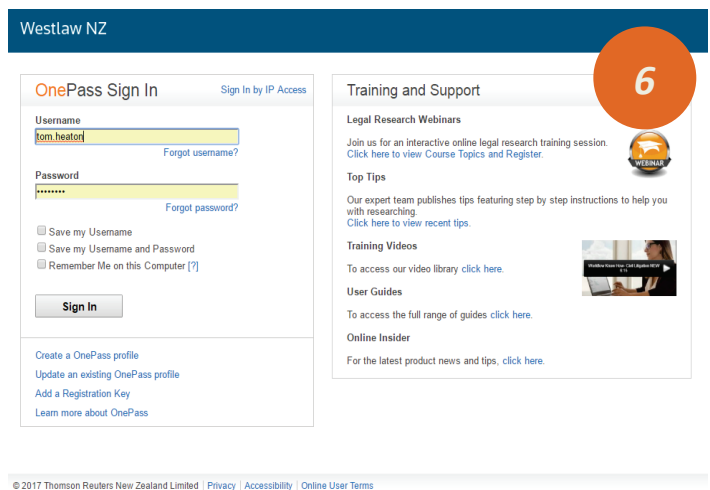 Westlaw NZ
6
OnePass Sign In
Sign In by IP Access
Username
tom.heaton
Forgot username?
Password
••••••••
Forgot password?
Save my Username
Save my Username and Password
Remember Me on this Computer [?]
Sign In
Create a OnePass profile
Update an existing OnePass profile
Add a Registration Key
Learn more about OnePass
Training and Support
Legal Research Webinars
Join us for an interactive online legal research training session.
Click here to view Course Topics and Register.
WEBINAR
Top Tips
Our expert team publishes tips featuring step by step instructions to help you
with researching.
Click here to view recent tips.
Training Videos
To access our video library click here.
User Guides
To access the full range of guides click here.
Online Insider
For the latest product news and tips, click here.
© 2017 Thomson Reuters New Zealand Limited | Privacy | Accessibility | Online User Terms